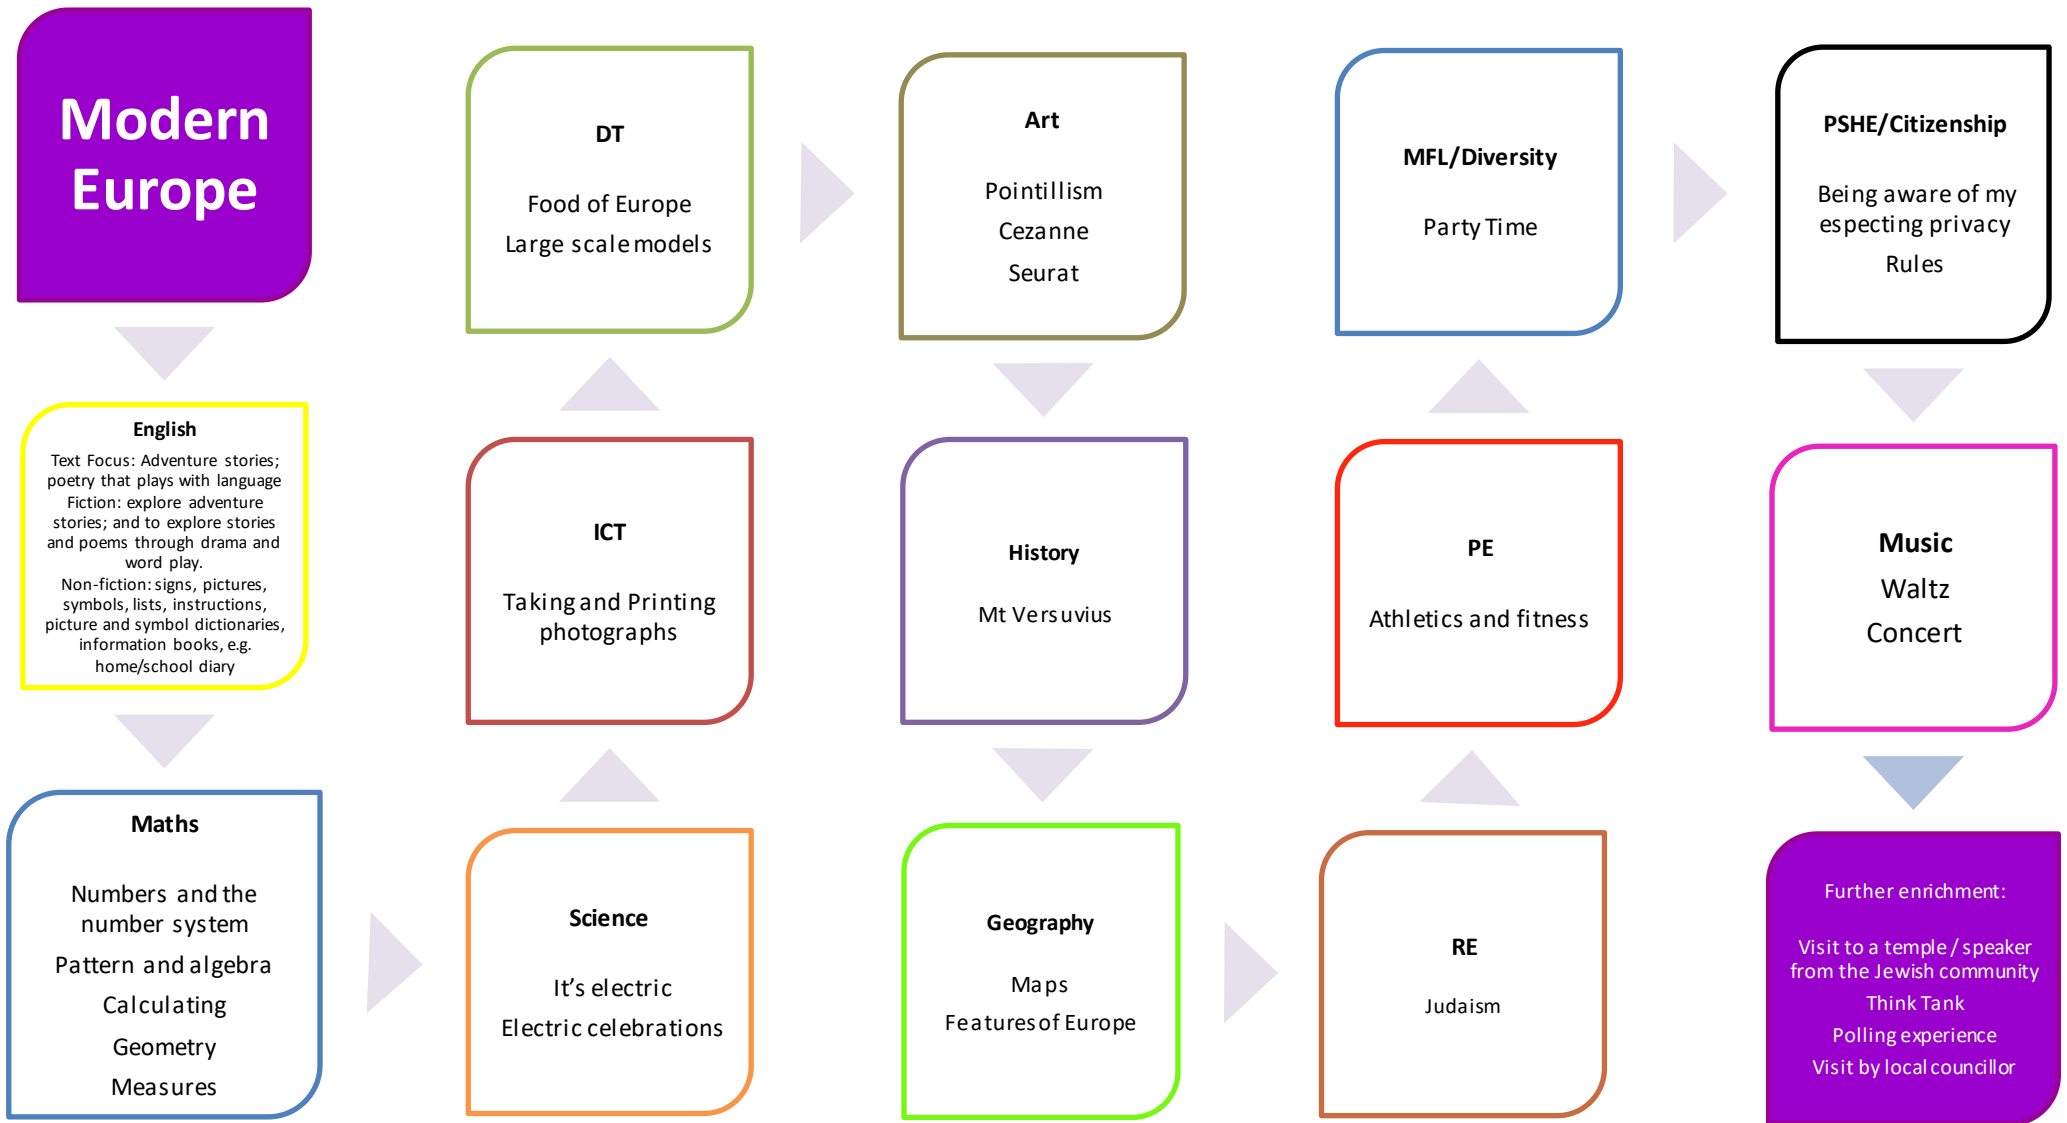 Modern
Europe
English
Text Focus: Adventure stories;
poetry that plays with language
Fiction: explore adventure
stories; and to explore stories
and poems through drama and
word play.
Non-fiction: signs, pictures,
symbols, lists, instructions,
picture and symbol dictionaries,
information books, e.g.
home/school diary
Maths
Numbers and the
number system
Pattern and algebra
Calculating
Geometry
Measures
Science
It's electric
Electric celebrations
ICT
Taking and Printing
photographs
DT
Food of Europe
Large scale models
Art
Pointillism
Cezanne
Seurat
History
Mt Versuvius
Geography
Maps
Features of Europe
RE
Judaism
PE
Athletics and fitness
MFL/Diversity
Party Time
PSHE/Citizenship
Being aware of my
especting privacy
Rules
Music
Waltz
Concert
Further enrichment:
Visit to a temple / speaker
from the Jewish community
Think Tank
Polling experience
Visit by local councillor